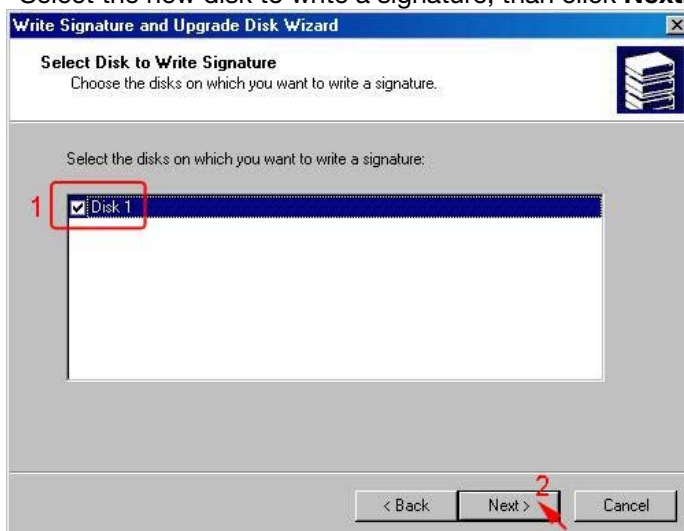 Select the new disk to write a signature, than click Next.
Write Signature and Upgrade Disk Wizard
Select Disk to Write Signature
Choose the disks on which you want to write a signature.
Select the disks on which you want to write a signature:
1
Disk 1
2
< Back
Next >
Cancel